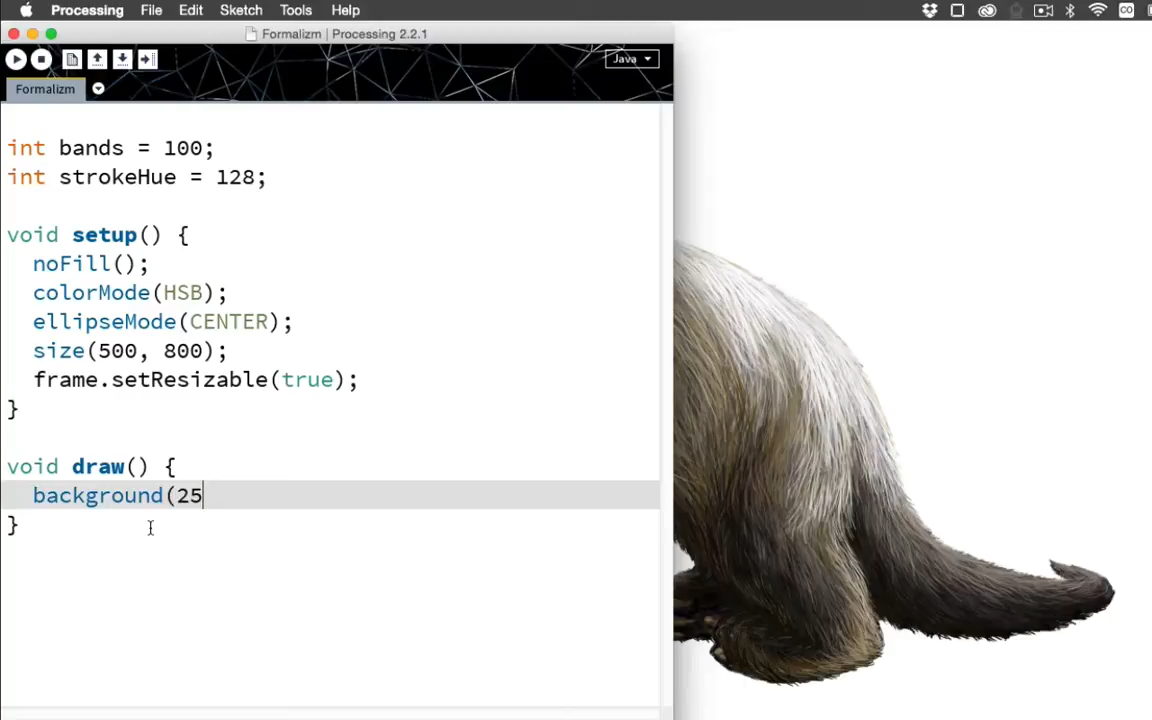 Processing File Edit Sketch Tools Help
Formalizm | Processing 2.2.1
Java
Formalizm
int bands = 100;
int strokeHue = 128;
void setup() {
noFill();
colorMode(HSB);
ellipseMode(CENTER);
size(500, 800);
frame.setResizable(true);
}
void draw() {
background(25
}